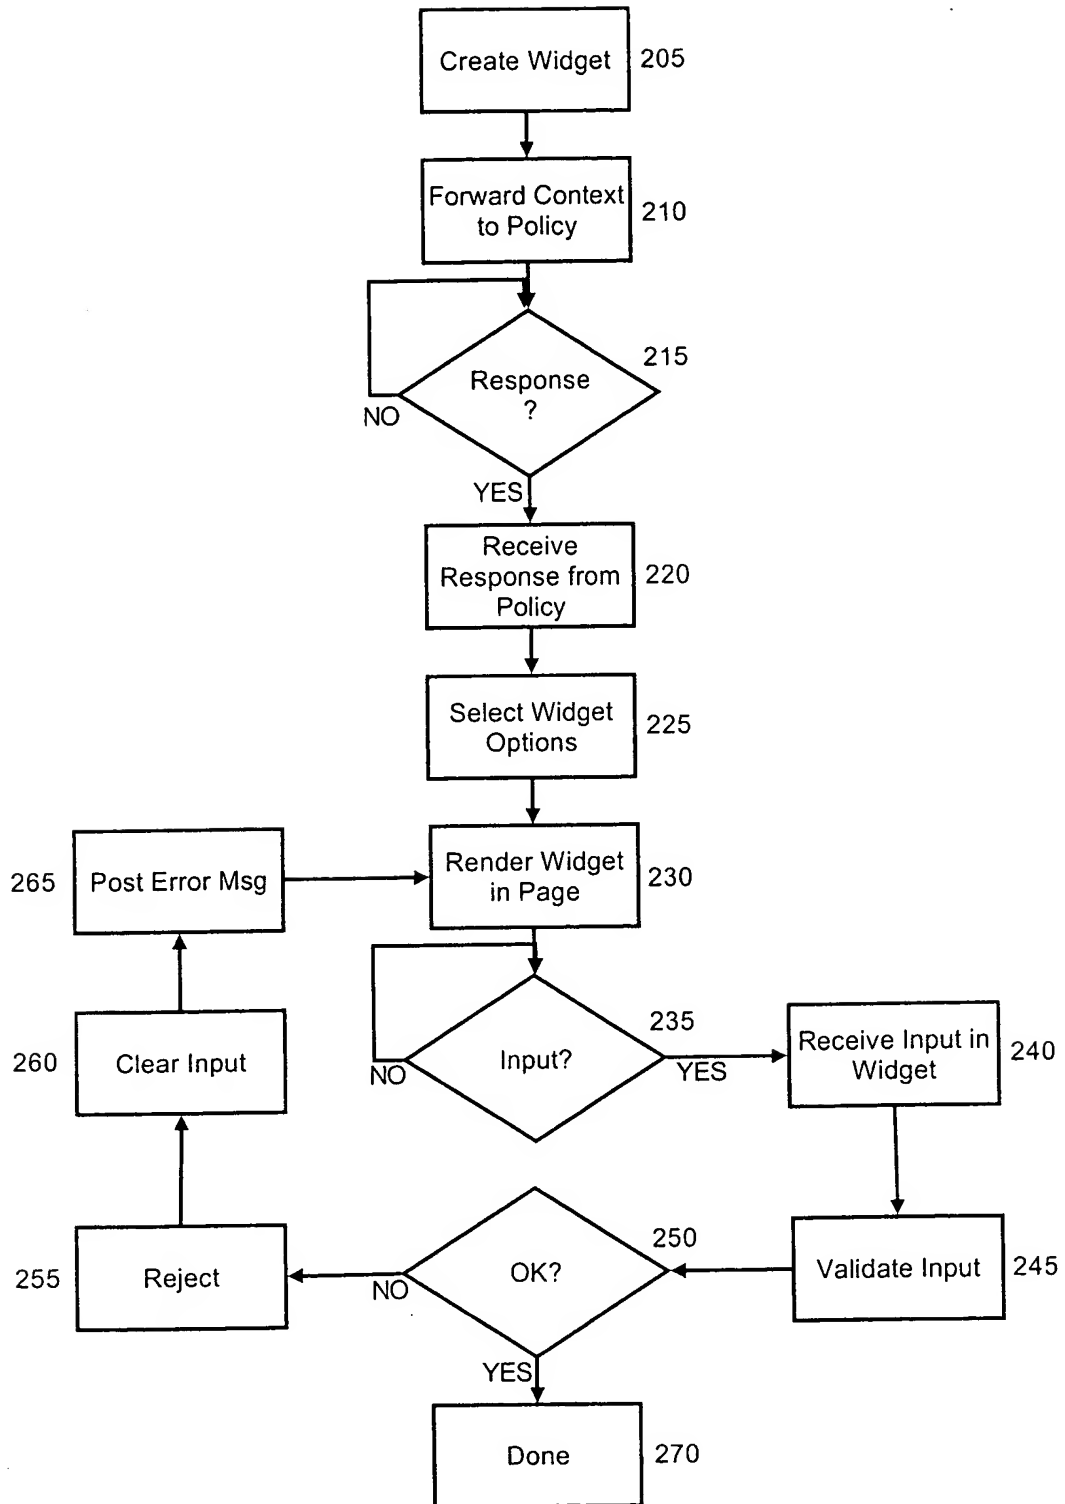 Create Widget
205
Forward Context
to Policy
210
Response
?
215
NO
YES
Receive
Response from
Policy
220
Select Widget
Options
225
Render Widget
in Page
230
265
Post Error Msg
Input?
235
NO
YES
Receive Input in
Widget
240
260
Clear Input
Validate Input
245
OK?
250
NO
YES
255
Reject
Done
270